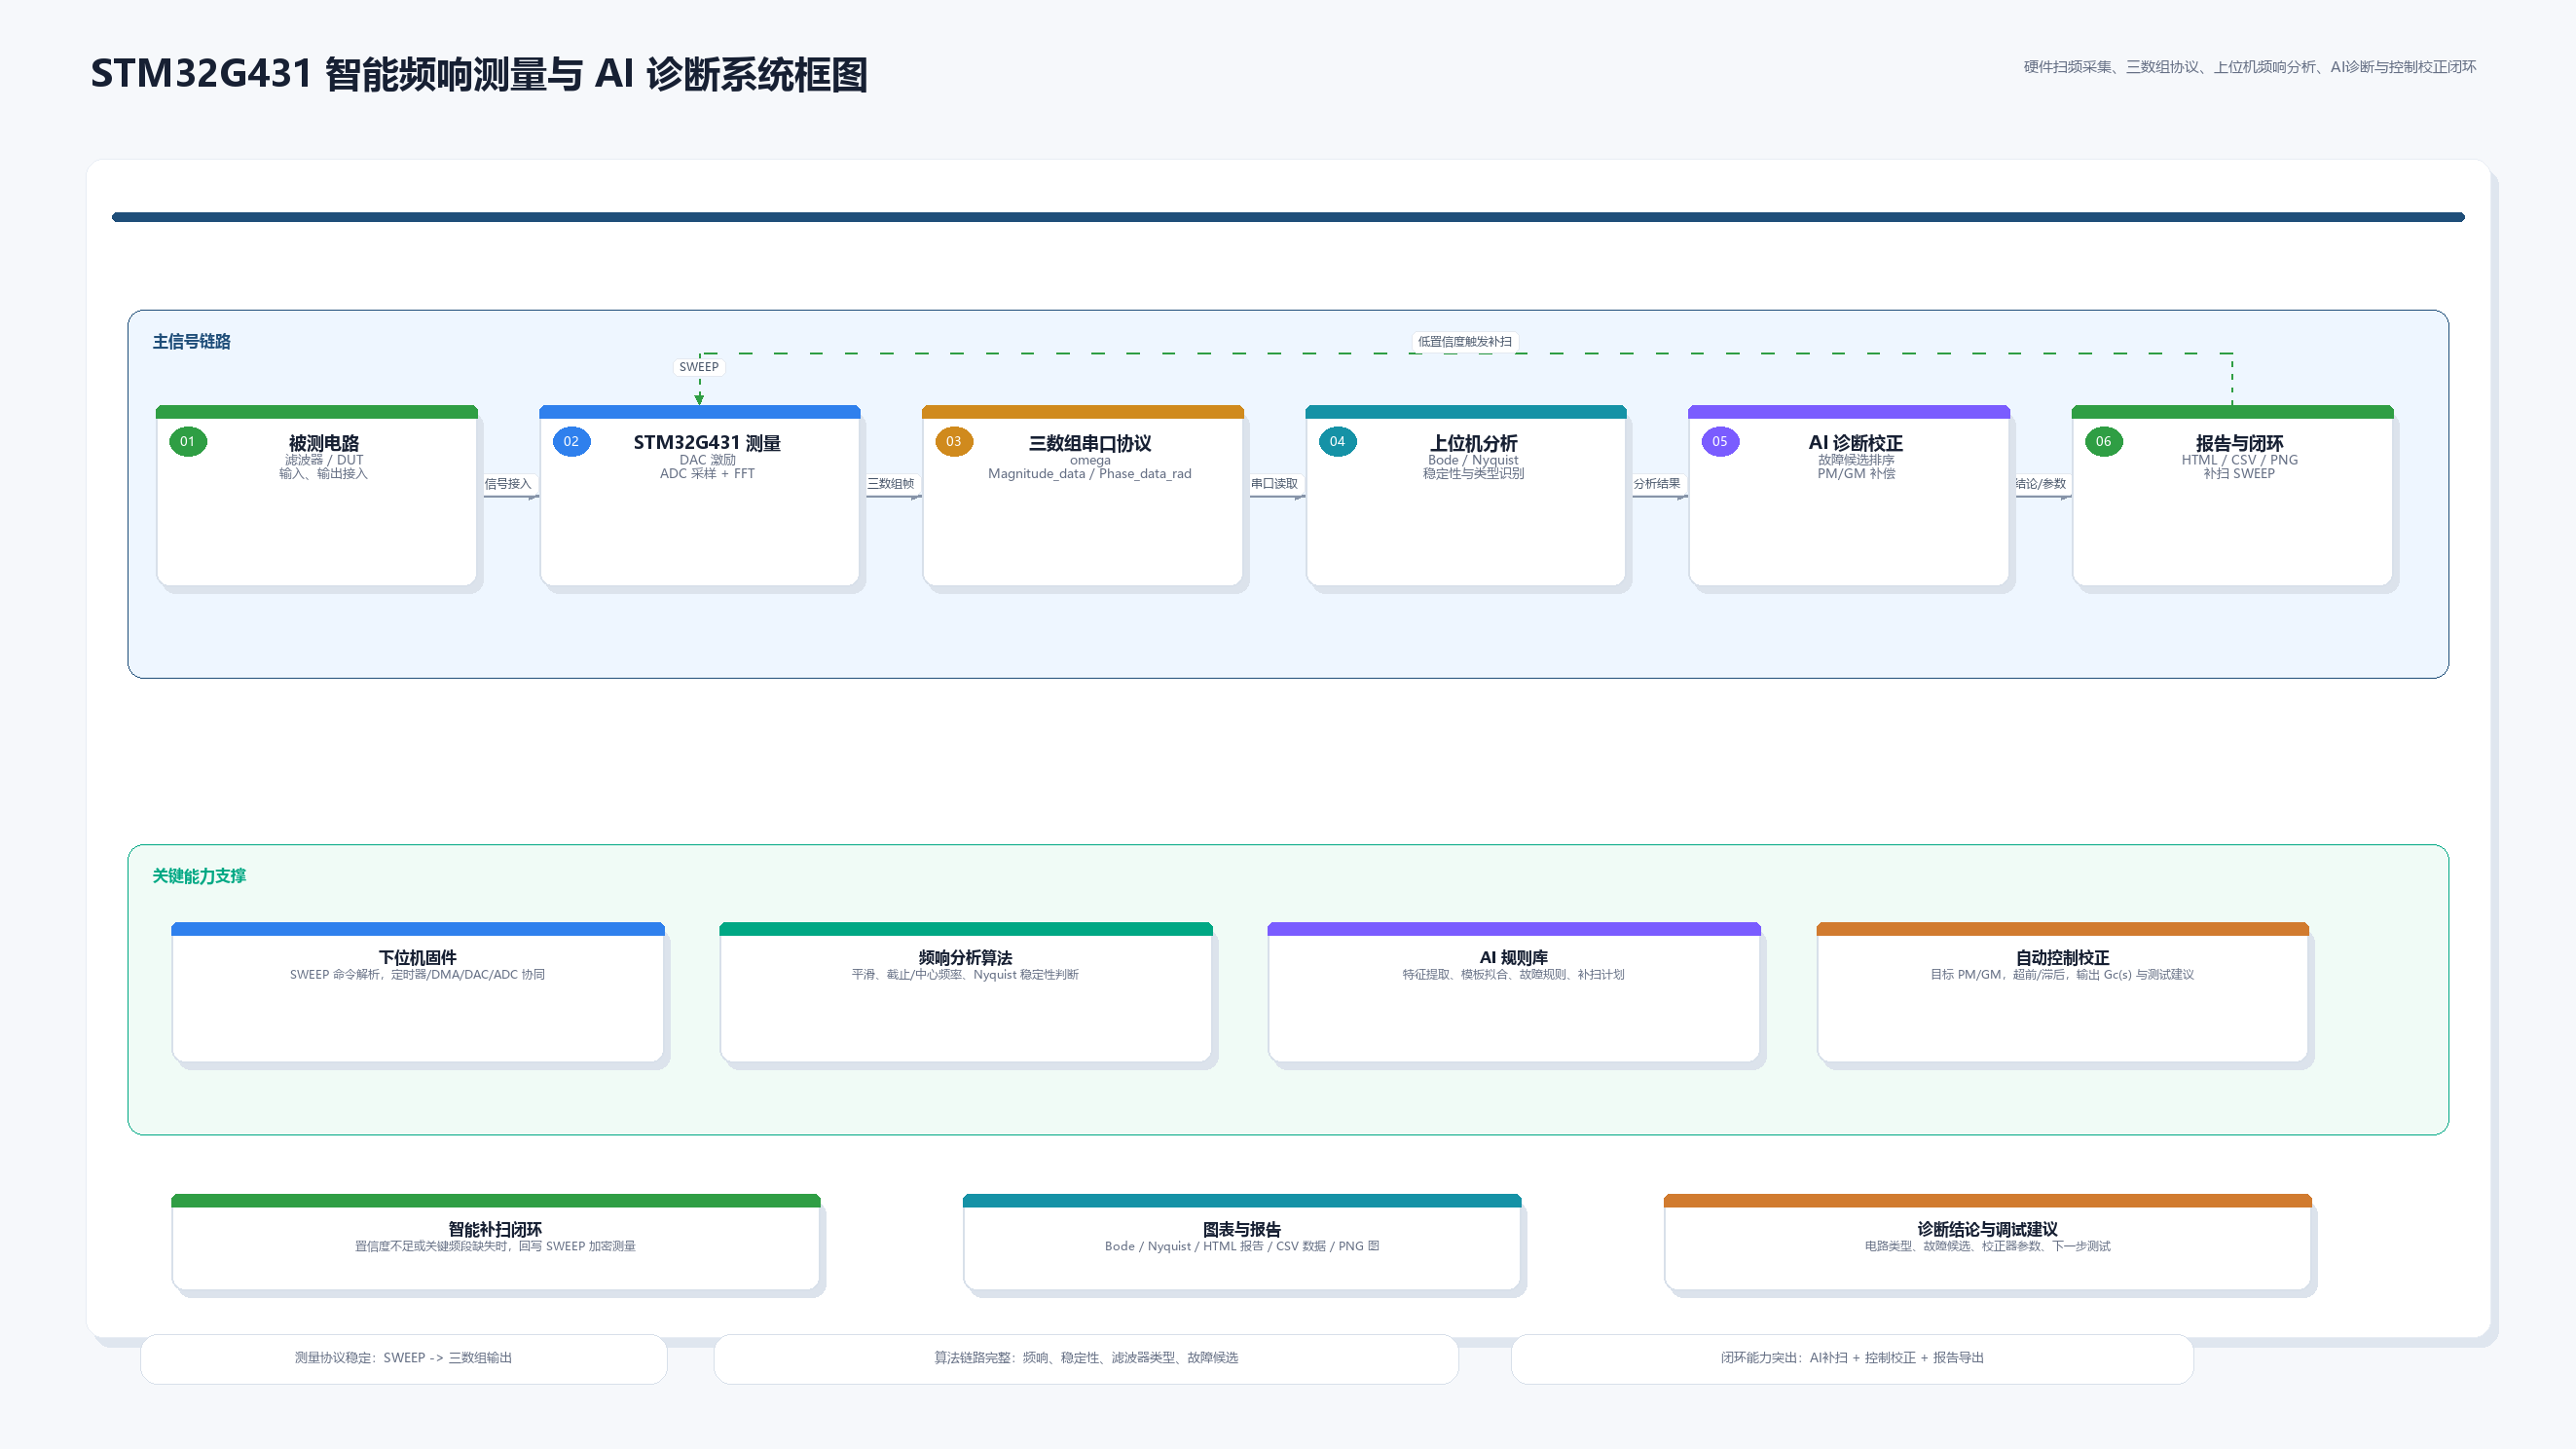 STM32G431 智能频响测量与 AI 诊断系统框图
硬件扫频采集、三数组协议、上位机频响分析、AI诊断与控制校正闭环
主信号链路
低置信度触发补扫
SWEEP
01
被测电路
滤波器 / DUT
输入、输出接入
信号接入
02
STM32G431 测量
DAC 激励
ADC 采样 + FFT
三数组帧
03
三数组串口协议
omega
Magnitude_data / Phase_data_rad
串口读取
04
上位机分析
Bode / Nyquist
稳定性与类型识别
分析结果
05
AI 诊断校正
故障候选排序
PM/GM 补偿
结论/参数
06
报告与闭环
HTML / CSV / PNG
补扫 SWEEP
关键能力支撑
下位机固件
SWEEP 命令解析，定时器/DMA/DAC/ADC 协同
频响分析算法
平滑、截止/中心频率、Nyquist 稳定性判断
AI 规则库
特征提取、模板拟合、故障规则、补扫计划
自动控制校正
目标 PM/GM，超前/滞后，输出 Gc(s) 与测试建议
智能补扫闭环
置信度不足或关键频段缺失时，回写 SWEEP 加密测量
图表与报告
Bode / Nyquist / HTML 报告 / CSV 数据 / PNG 图
诊断结论与调试建议
电路类型、故障候选、校正器参数、下一步测试
测量协议稳定：SWEEP -> 三数组输出
算法链路完整：频响、稳定性、滤波器类型、故障候选
闭环能力突出：AI补扫 + 控制校正 + 报告导出